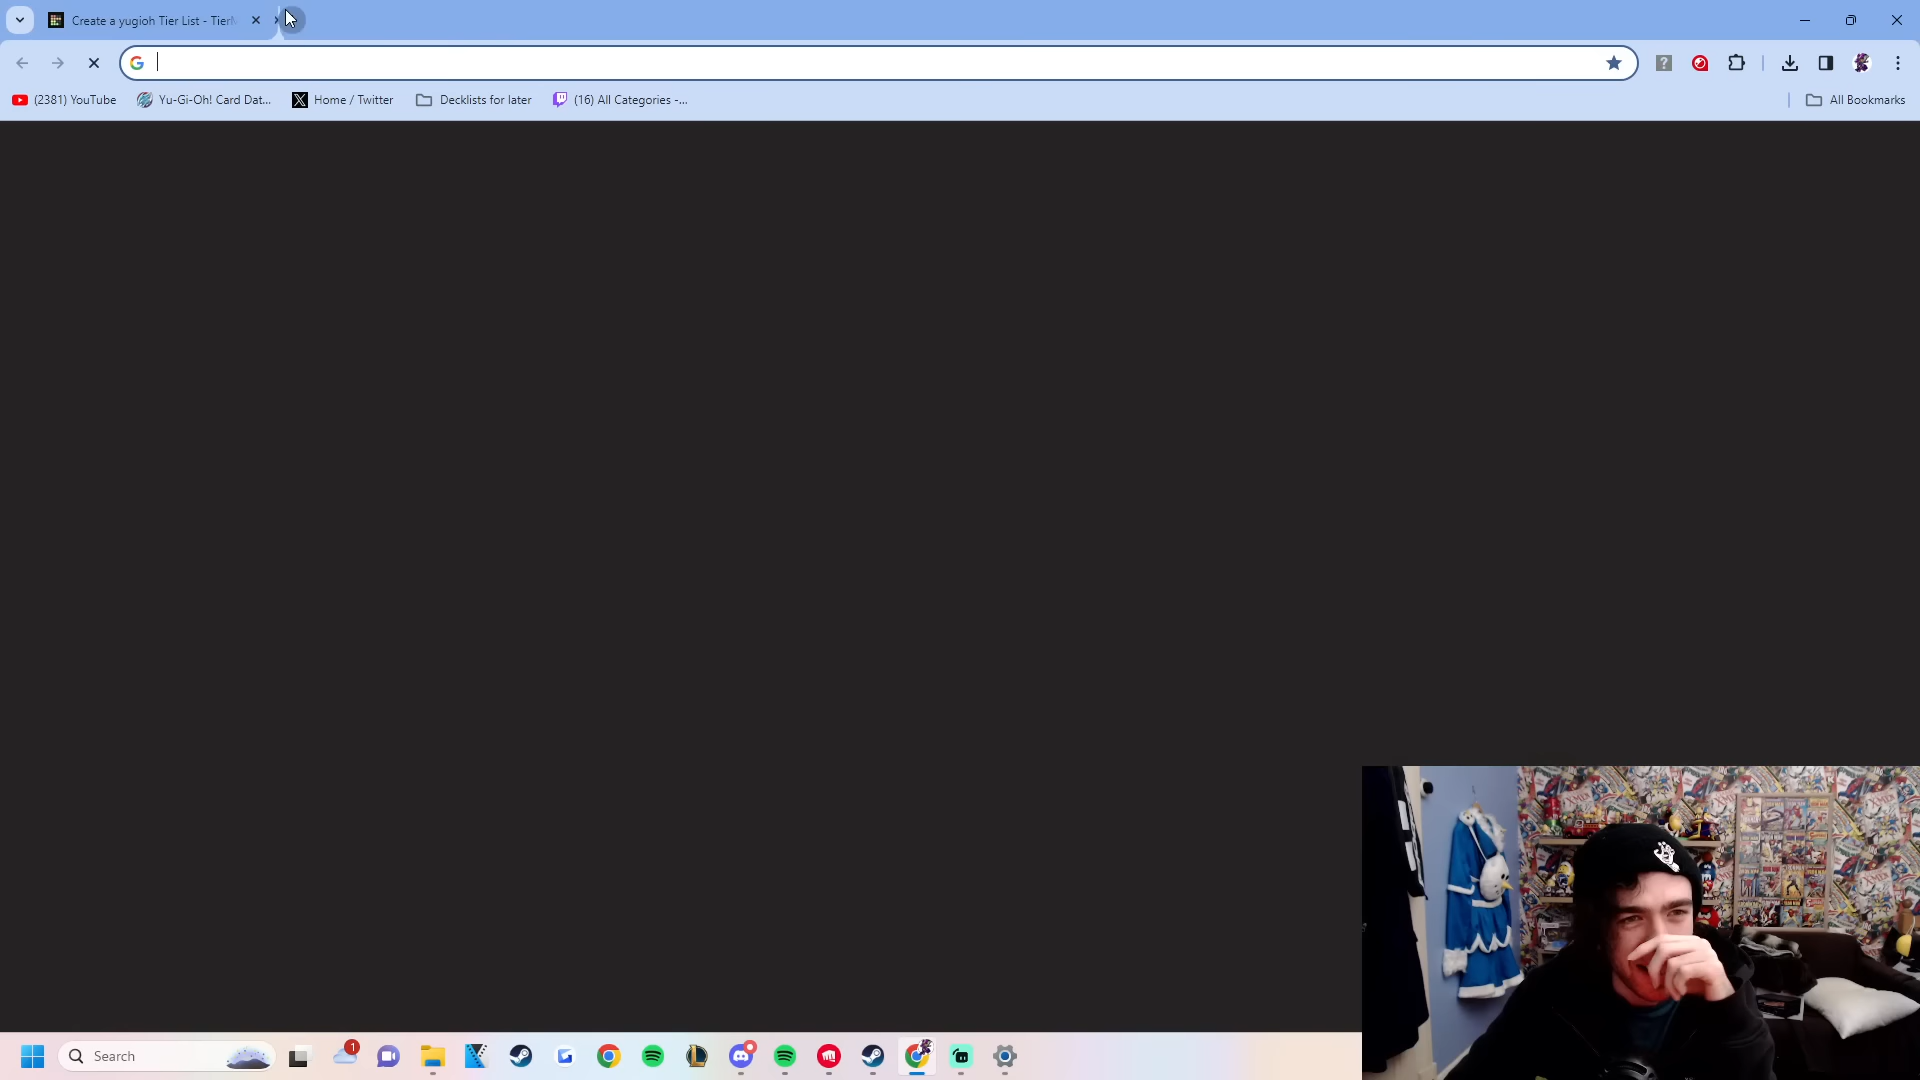 Create a yugioh Tier List - Tier
(2381) YouTube
Yu-Gi-Oh! Card Dat...
Home / Twitter
Decklists for later
(16) All Categories -...
All Bookmarks
Search
1